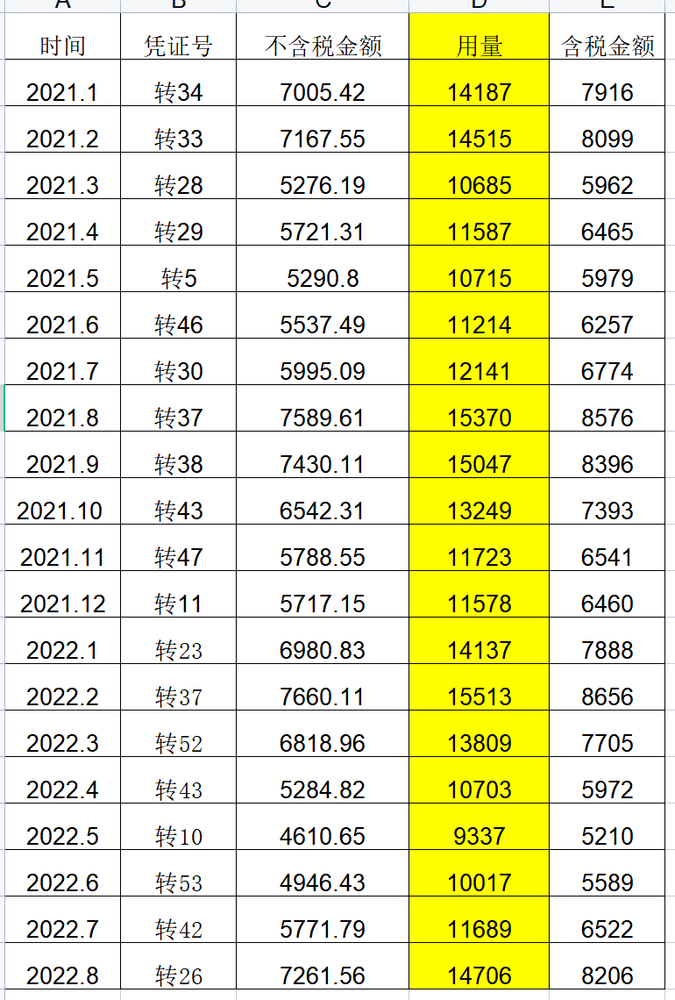 A B C D E
时间 凭证号 不含税金额 用量 含税金额
2021.1 转34 7005.42 14187 7916
2021.2 转33 7167.55 14515 8099
2021.3 转28 5276.19 10685 5962
2021.4 转29 5721.31 11587 6465
2021.5 转5 5290.8 10715 5979
2021.6 转46 5537.49 11214 6257
2021.7 转30 5995.09 12141 6774
2021.8 转37 7589.61 15370 8576
2021.9 转38 7430.11 15047 8396
2021.10 转43 6542.31 13249 7393
2021.11 转47 5788.55 11723 6541
2021.12 转11 5717.15 11578 6460
2022.1 转23 6980.83 14137 7888
2022.2 转37 7660.11 15513 8656
2022.3 转52 6818.96 13809 7705
2022.4 转43 5284.82 10703 5972
2022.5 转10 4610.65 9337 5210
2022.6 转53 4946.43 10017 5589
2022.7 转42 5771.79 11689 6522
2022.8 转26 7261.56 14706 8206